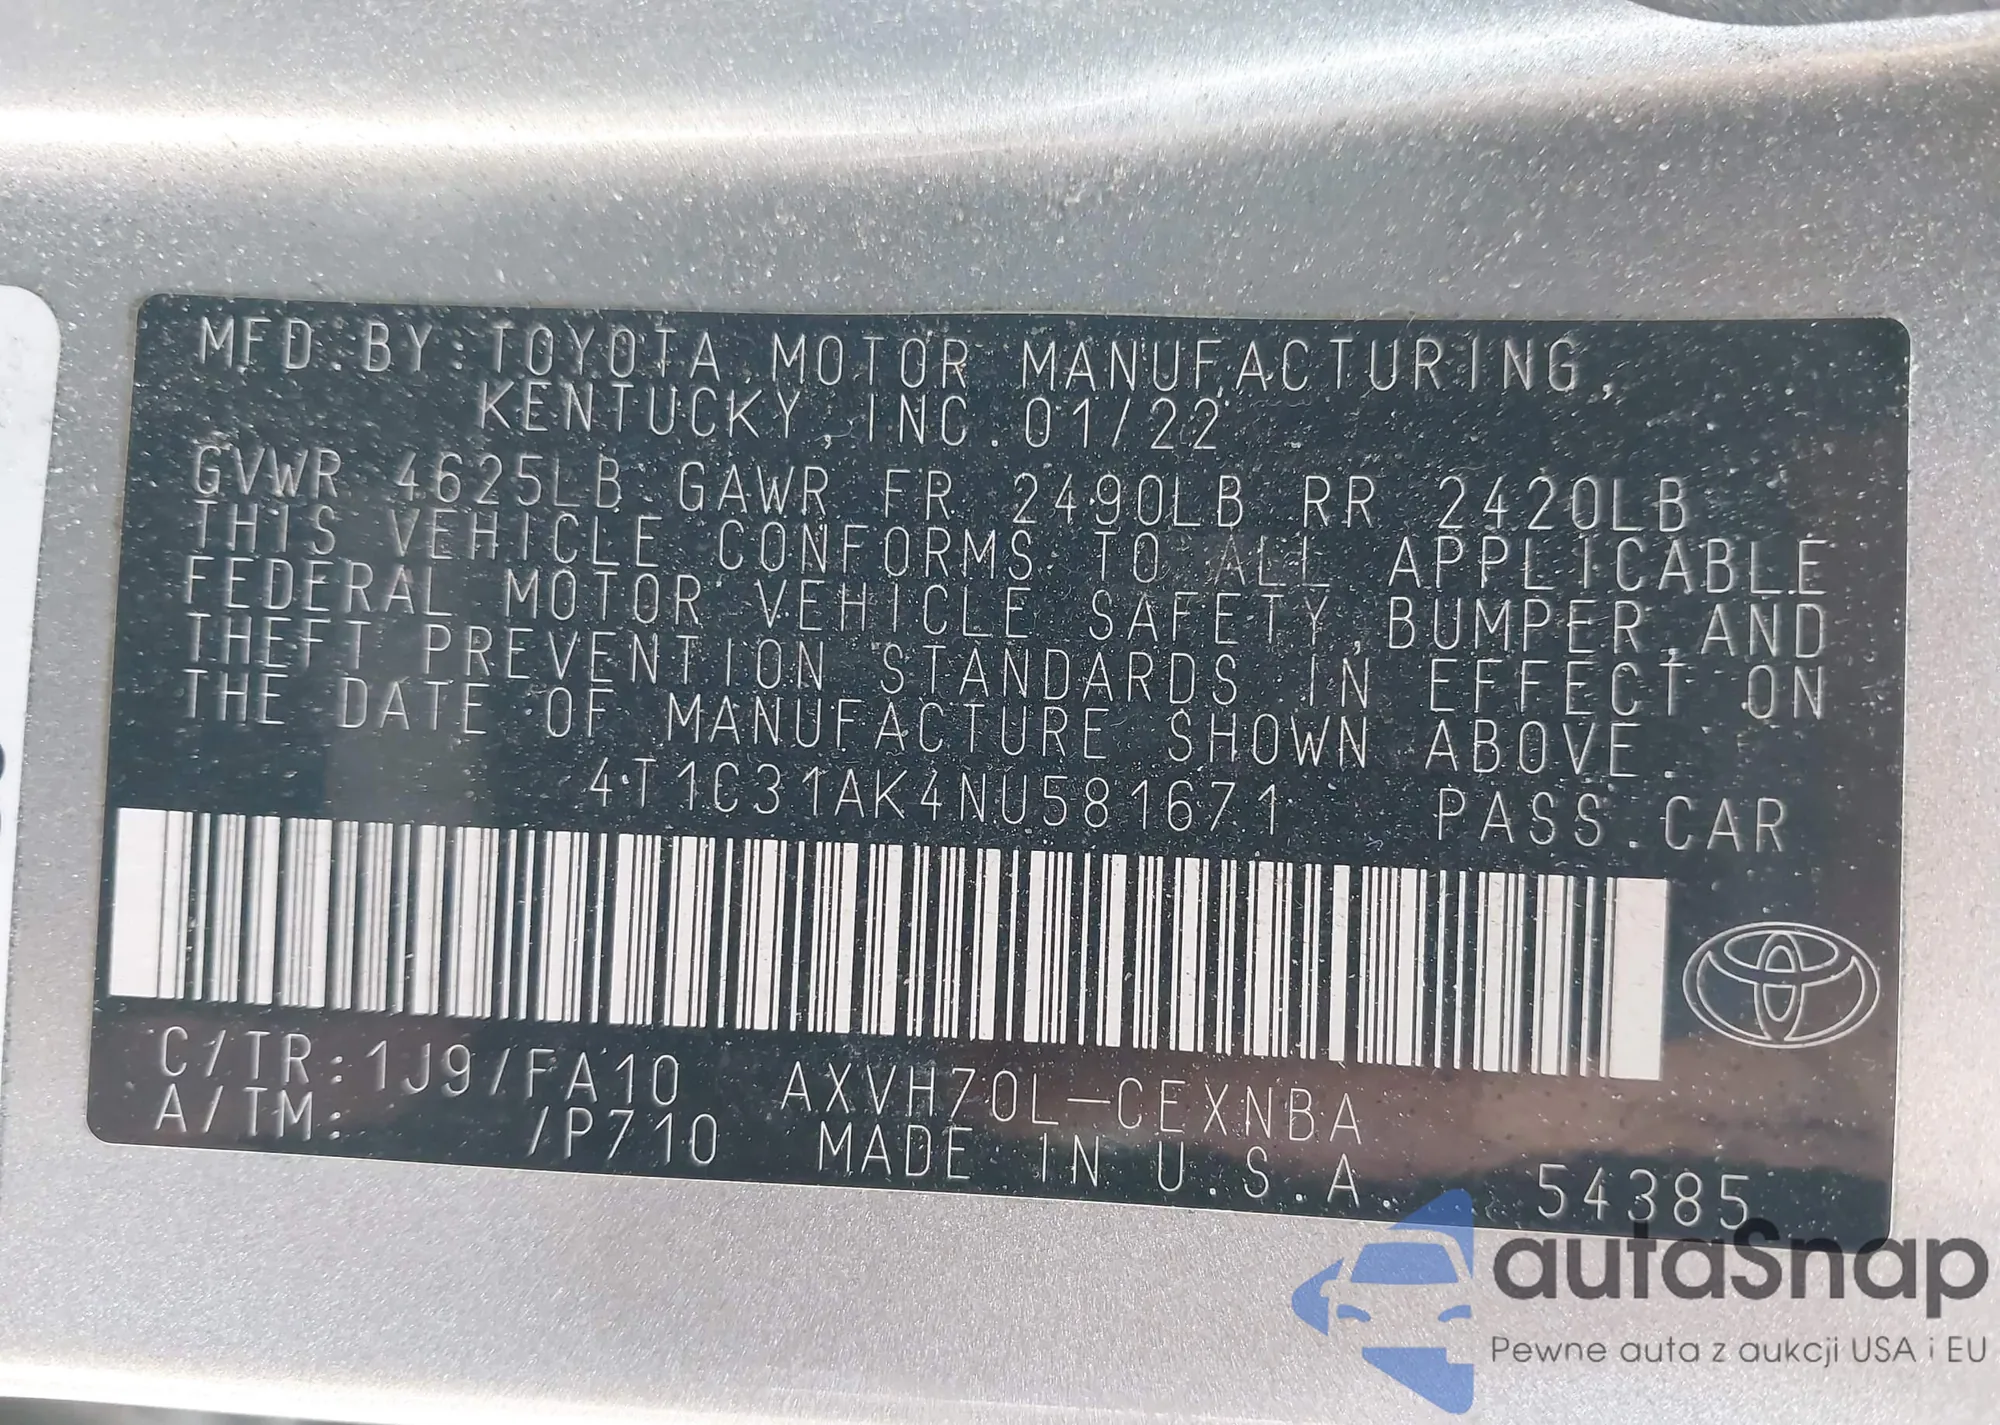 MFD.BY:TOYOTA MOTOR MANUFACTURING,
KENTUCKY,INC.01/22
GVWR 4625LB GAWR FR 2490LB RR 2420LB
THIS VEHICLE CONFORMS TO ALL APPLICABLE
FEDERAL MOTOR VEHICLE SAFETY,BUMPER,AND
THEFT PREVENTION STANDARDS IN EFFECT ON
THE DATE OF MANUFACTURE SHOWN ABOVE.
4T1C31AK4NU581671 PASS.CAR
C/TR:1J9/FA10 AXVH70L-CEXNBA
A/TM: /P710 MADE IN U.S.A. 54385
autoSnap
Pewne auta z aukcji USA i EU